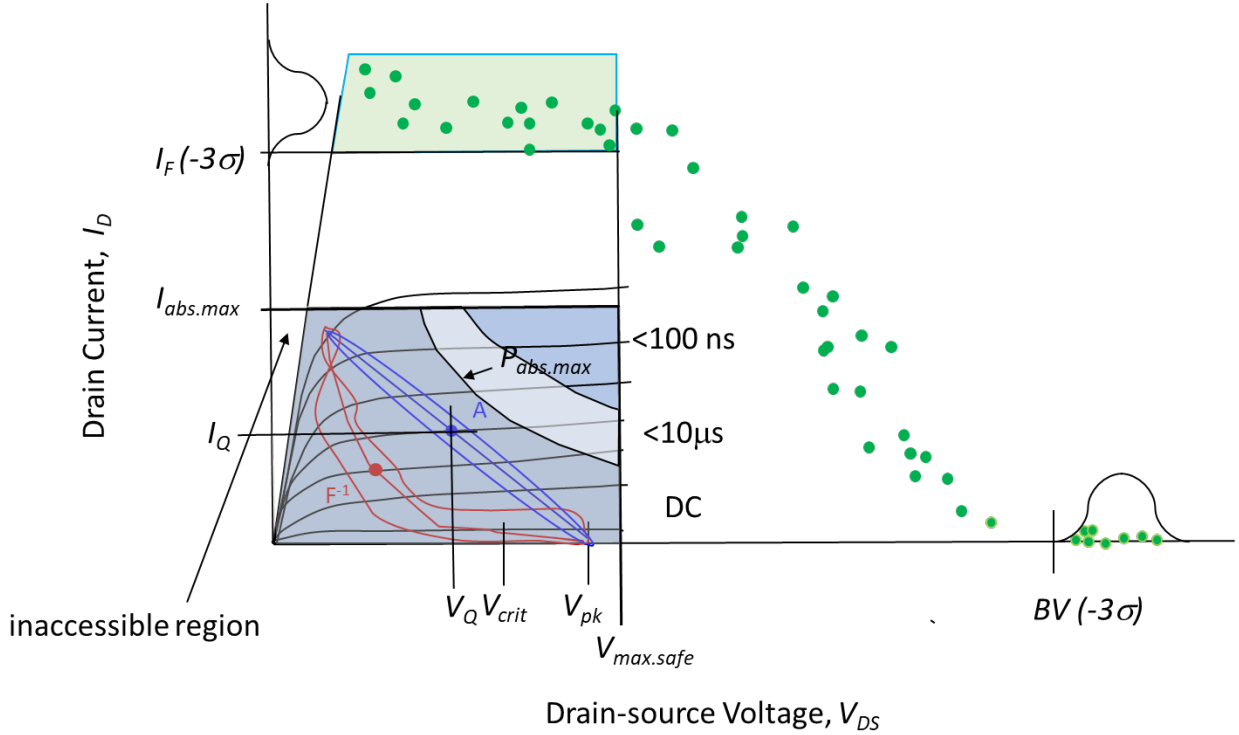 I_F (-3σ)
Drain Current, I_D
I_abs.max
<100 ns
P_abs.max
A
I_Q
<10μs
F⁻¹
DC
V_Q V_crit V_pk
inaccessible region
BV (-3σ)
V_max.safe
Drain-source Voltage, V_DS